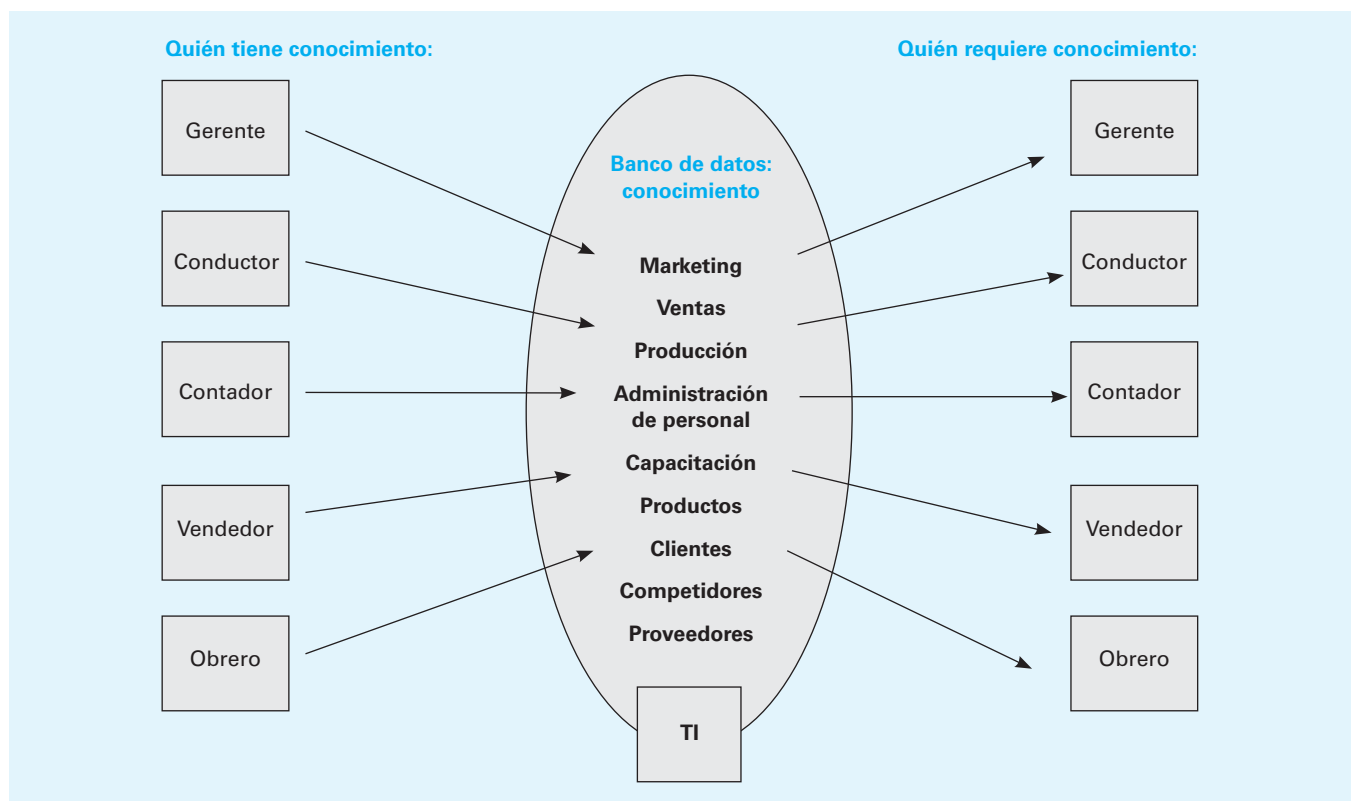 Quién tiene conocimiento:
Quién requiere conocimiento:
Gerente
Conductor
Contador
Vendedor
Obrero
Banco de datos:
conocimiento
Marketing
Ventas
Producción
Administración
de personal
Capacitación
Productos
Clientes
Competidores
Proveedores
TI
Gerente
Conductor
Contador
Vendedor
Obrero